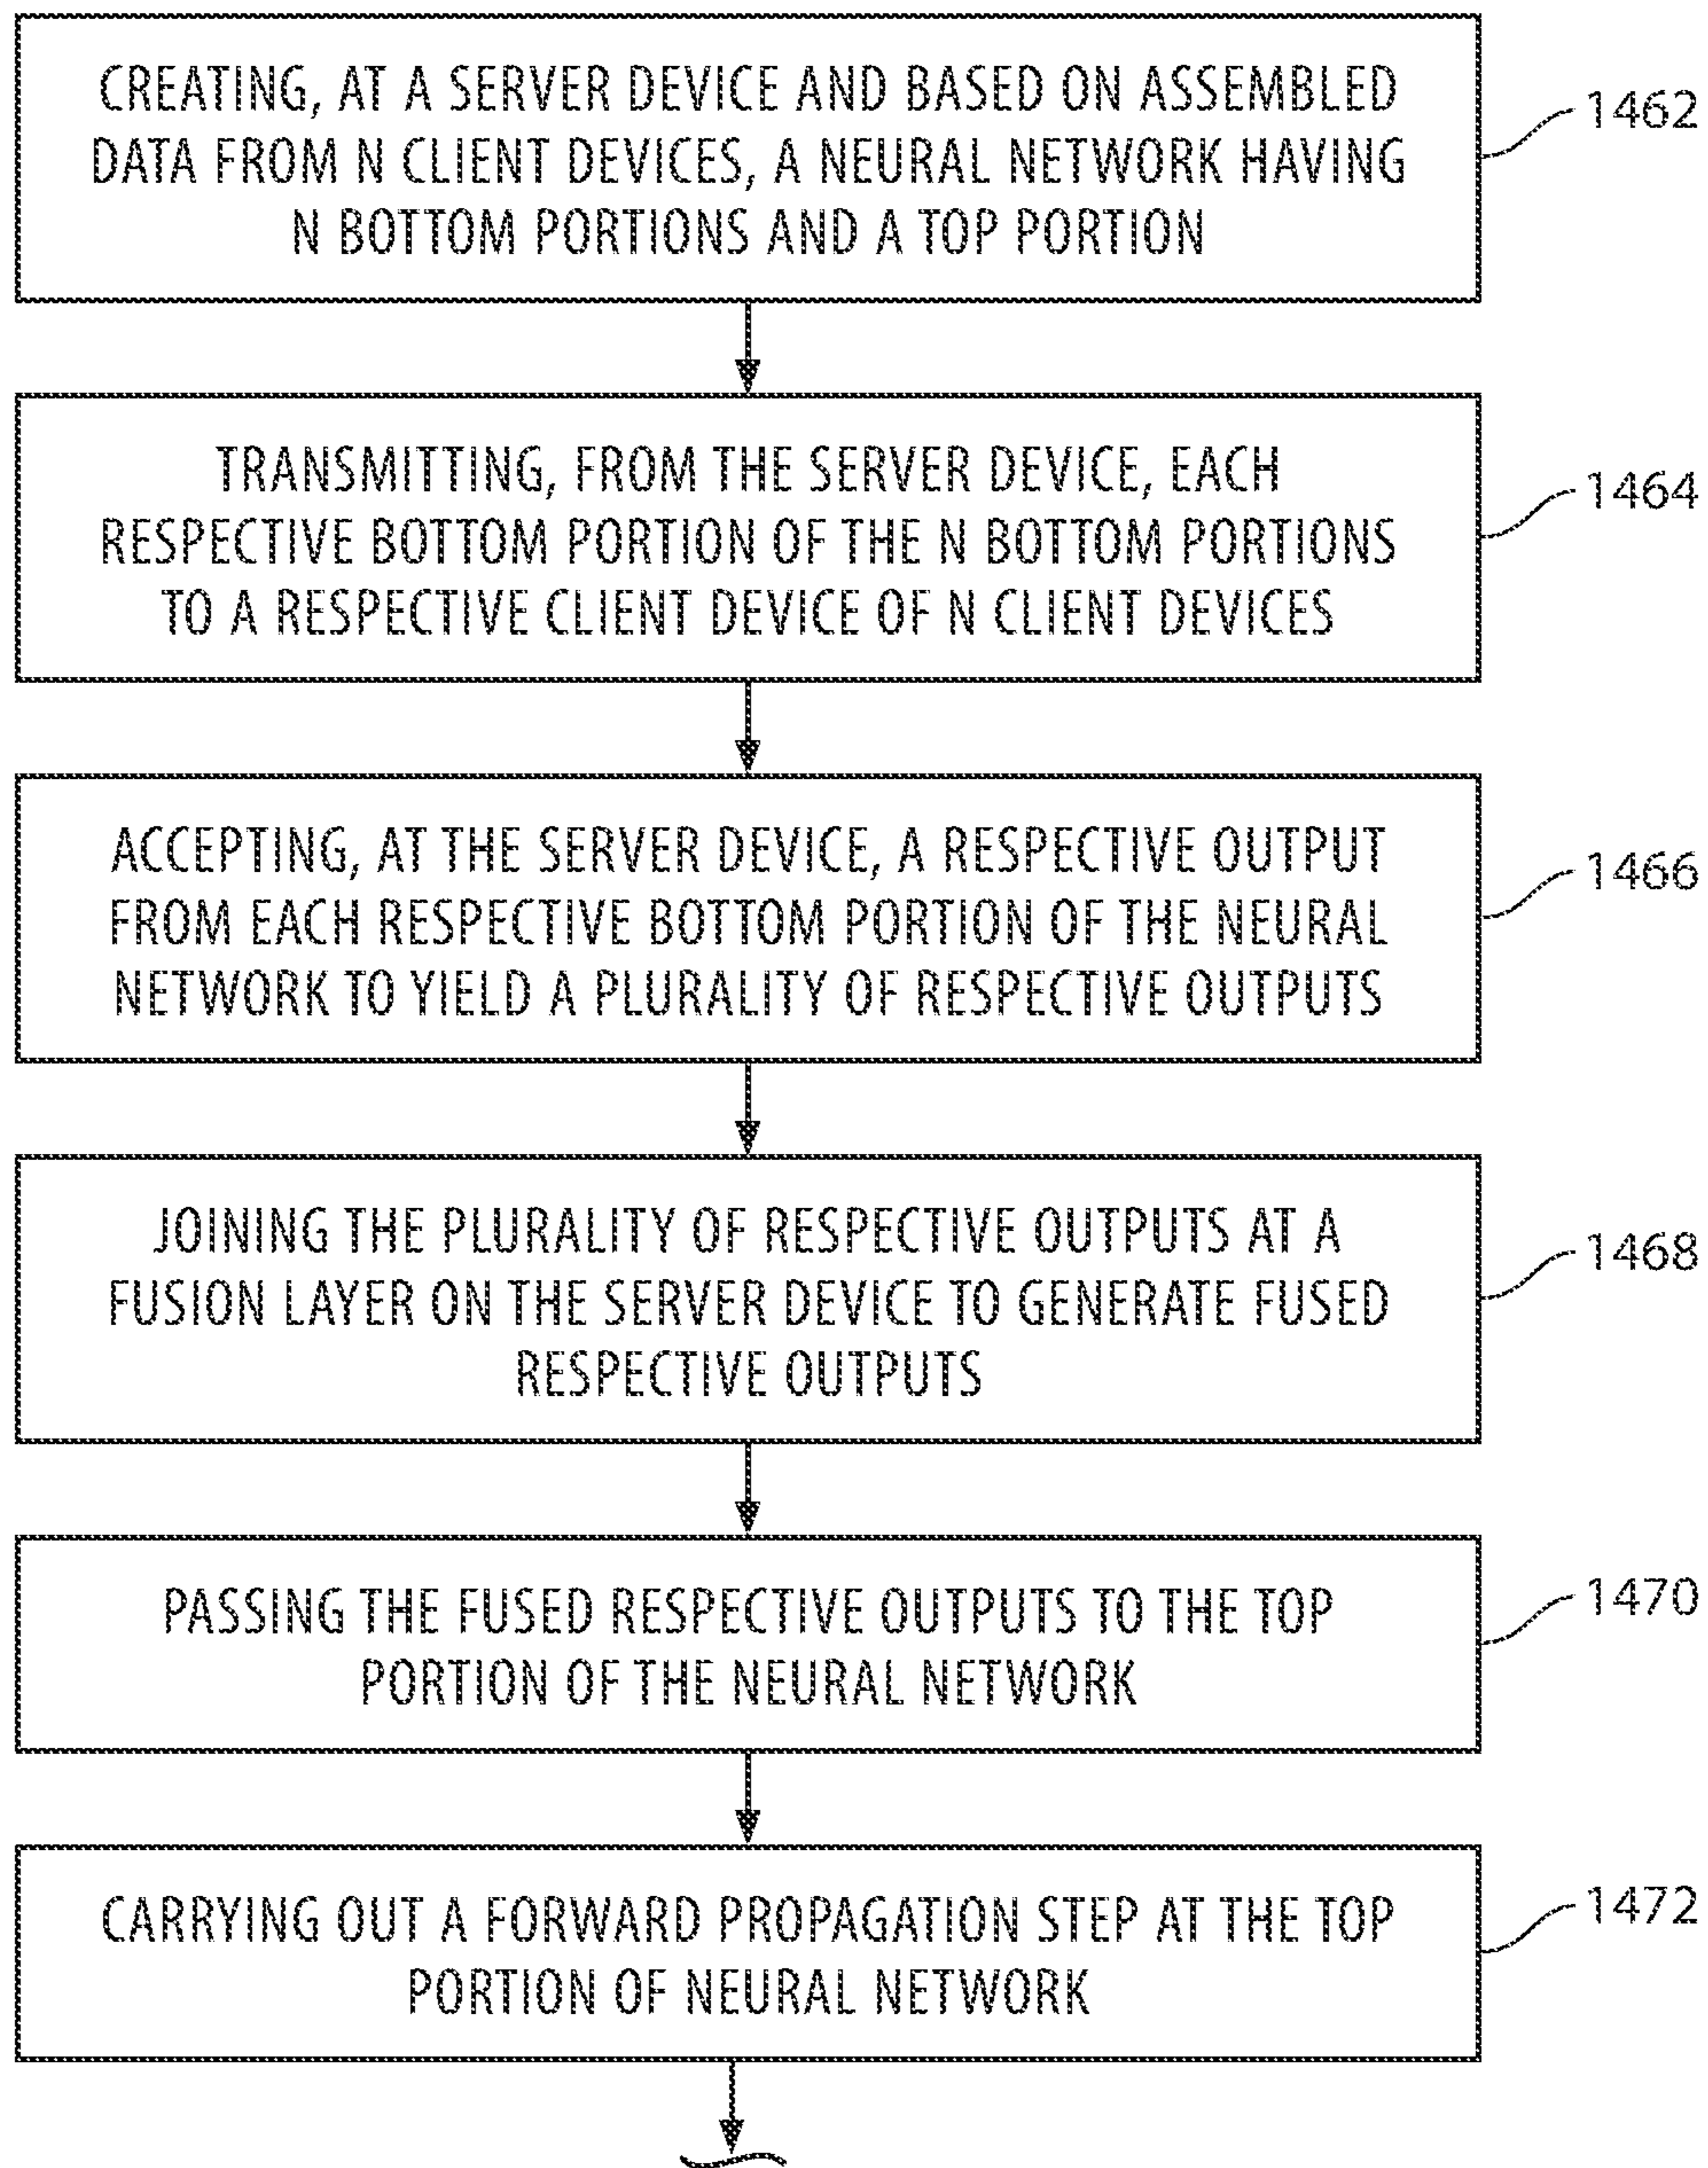 CREATING, AT A SERVER DEVICE AND BASED ON ASSEMBLED
DATA FROM N CLIENT DEVICES, A NEURAL NETWORK HAVING
N BOTTOM PORTIONS AND A TOP PORTION
1462
TRANSMITTING, FROM THE SERVER DEVICE, EACH
RESPECTIVE BOTTOM PORTION OF THE N BOTTOM PORTIONS
TO A RESPECTIVE CLIENT DEVICE OF N CLIENT DEVICES
1464
ACCEPTING, AT THE SERVER DEVICE, A RESPECTIVE OUTPUT
FROM EACH RESPECTIVE BOTTOM PORTION OF THE NEURAL
NETWORK TO YIELD A PLURALITY OF RESPECTIVE OUTPUTS
1466
JOINING THE PLURALITY OF RESPECTIVE OUTPUTS AT A
FUSION LAYER ON THE SERVER DEVICE TO GENERATE FUSED
RESPECTIVE OUTPUTS
1468
PASSING THE FUSED RESPECTIVE OUTPUTS TO THE TOP
PORTION OF THE NEURAL NETWORK
1470
CARRYING OUT A FORWARD PROPAGATION STEP AT THE TOP
PORTION OF NEURAL NETWORK
1472